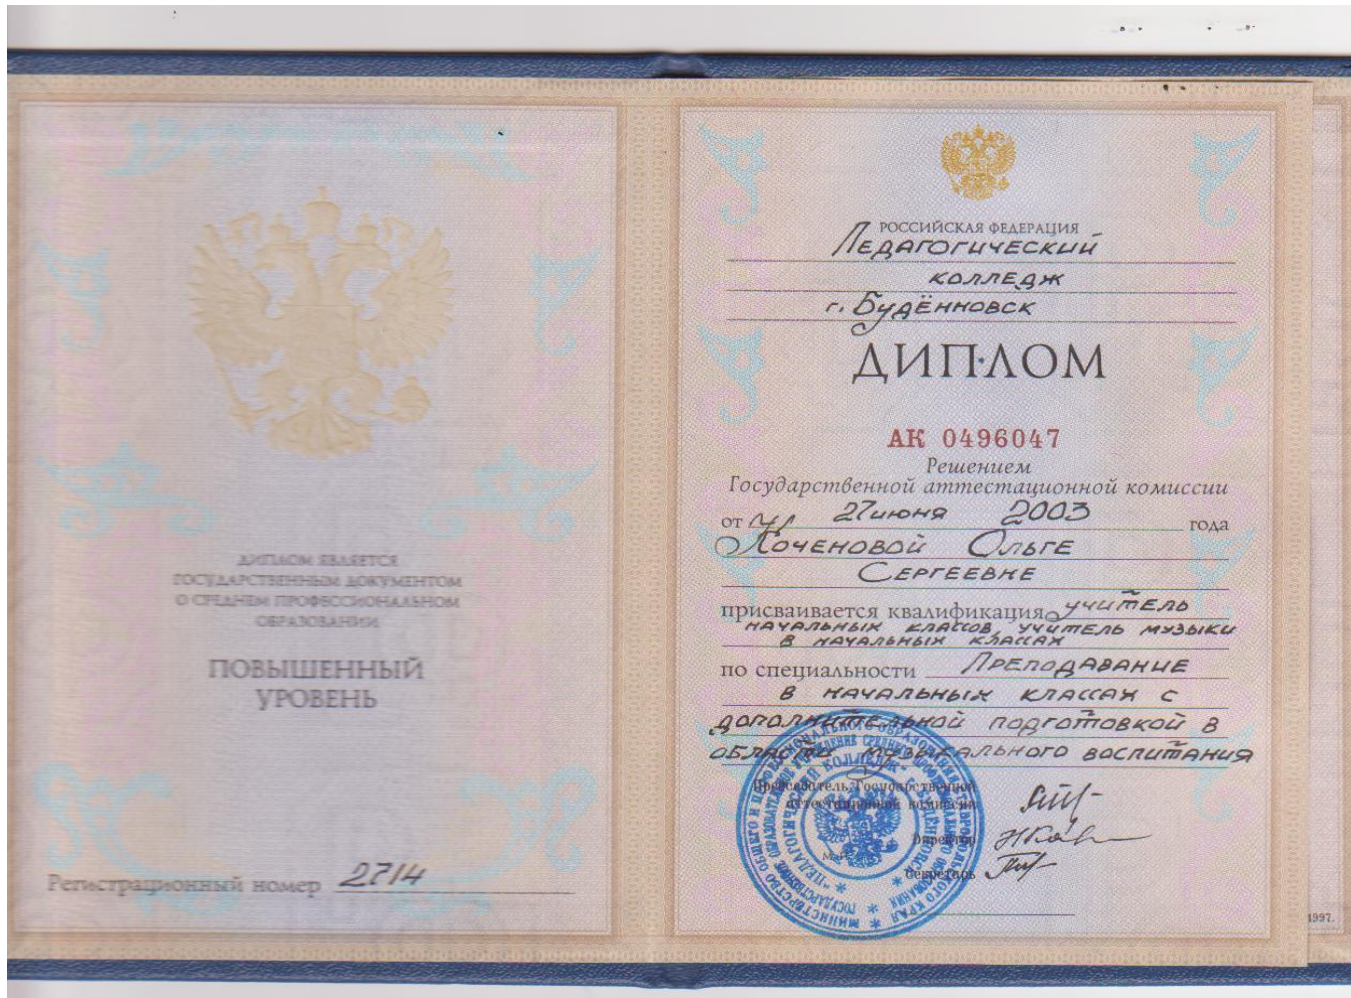 ДИПЛОМ ЯВЛЯЕТСЯ
ГОСУДАРСТВЕННЫМ ДОКУМЕНТОМ
О СРЕДНЕМ ПРОФЕССИОНАЛЬНОМ
ОБРАЗОВАНИИ
ПОВЫШЕННЫЙ
УРОВЕНЬ
Регистрационный номер 2714
РОССИЙСКАЯ ФЕДЕРАЦИЯ
Педагогический
колледж
г. Будённовск
ДИПЛОМ
АК 0496047
Решением
Государственной аттестационной комиссии
от 27 июня 2003 года
Коченовой Ольге
Сергеевне
присваивается квалификация учитель
начальных классов, учитель музыки
в начальных классах
по специальности Преподавание
в начальных классах с
дополнительной подготовкой в
области музыкального воспитания
Председатель Государственной
аттестационной комиссии
Директор
Секретарь
1997.